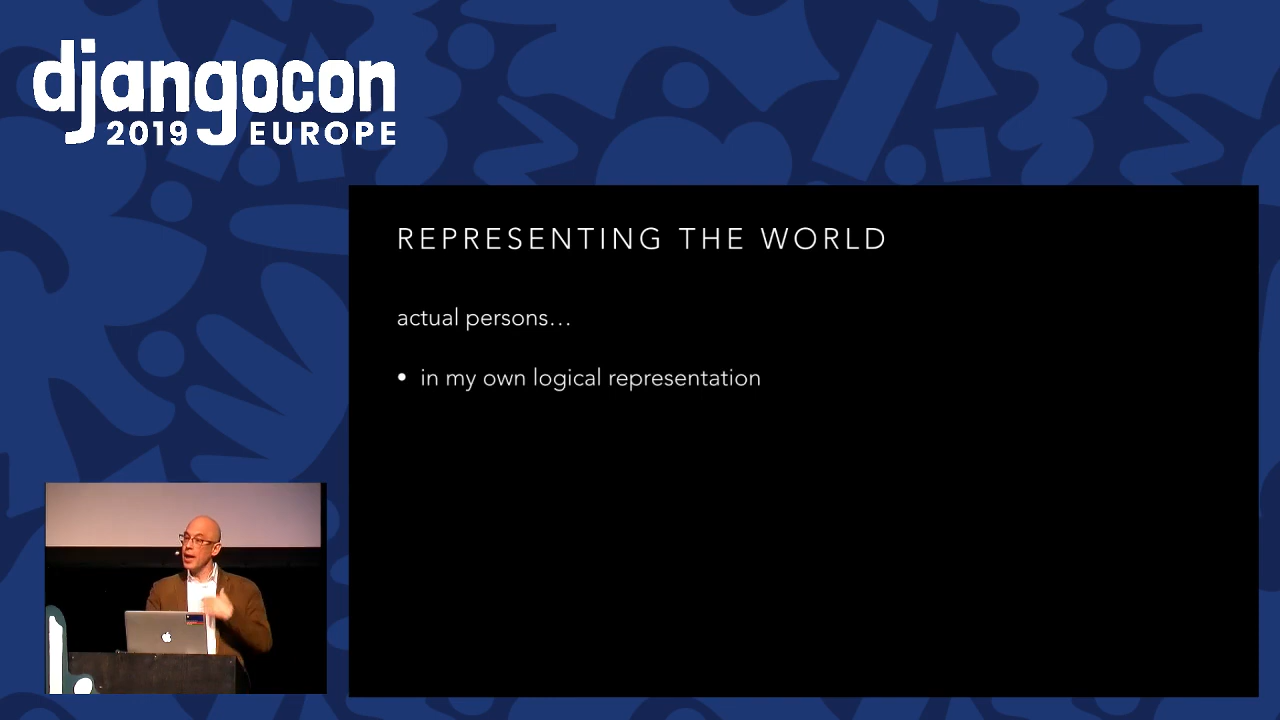 djangocon
2019 EUROPE
REPRESENTING THE WORLD
actual persons…
• in my own logical representation